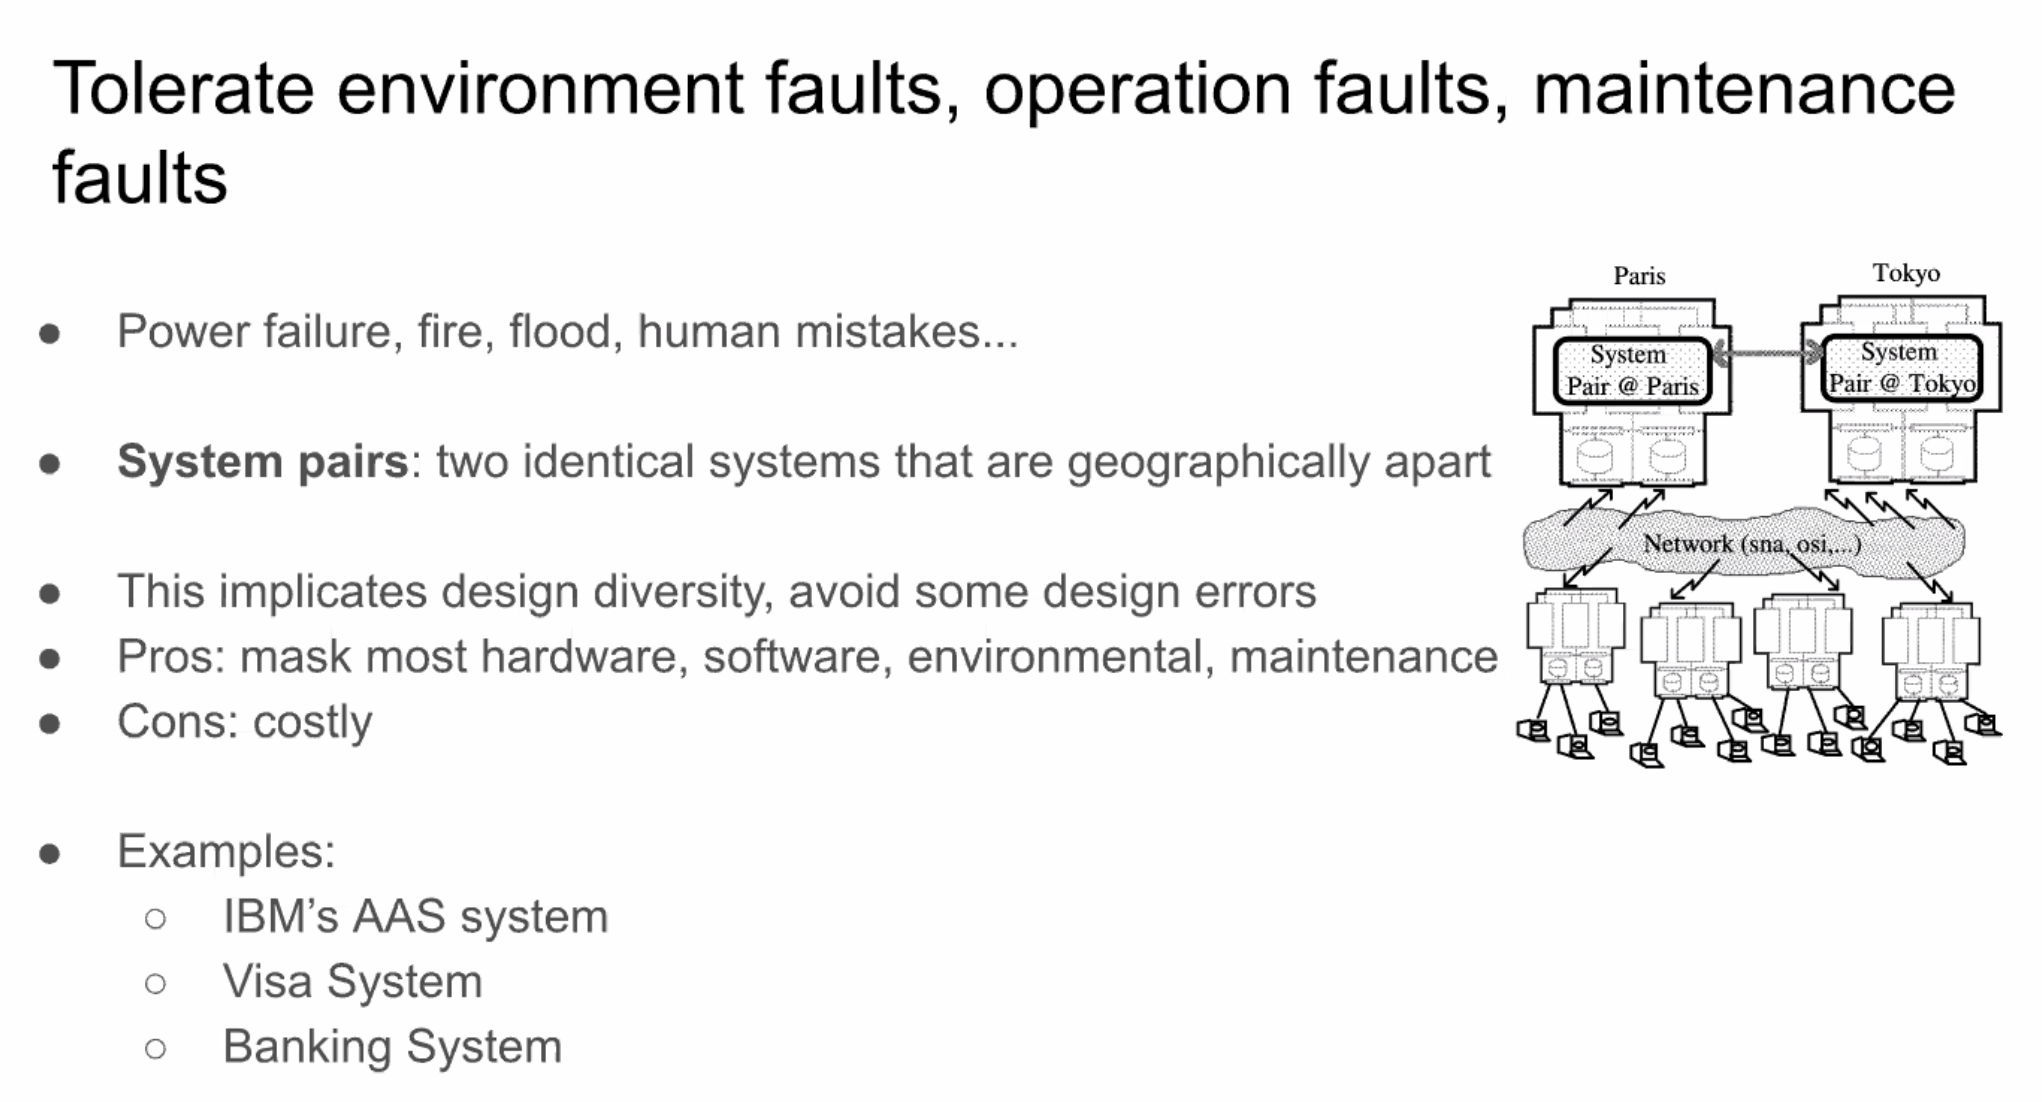 Tolerate environment faults, operation faults, maintenance
faults
● Power failure, fire, flood, human mistakes...
● System pairs: two identical systems that are geographically apart
● This implicates design diversity, avoid some design errors
● Pros: mask most hardware, software, environmental, maintenance
● Cons: costly
● Examples:
○ IBM’s AAS system
○ Visa System
○ Banking System
Paris
Tokyo
System
Pair @ Paris
System
Pair @ Tokyo
Network (sna, osi,...)